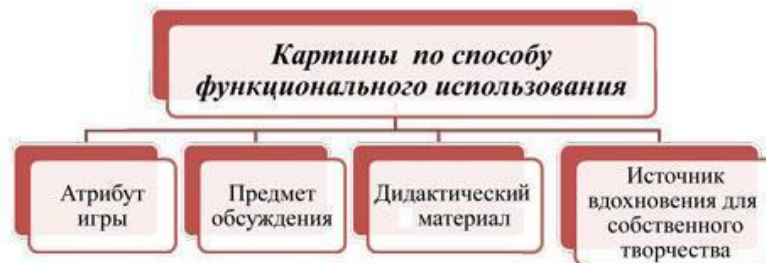 Картины по способу
функционального использования
Атрибут
игры
Предмет
обсуждения
Дидактический
материал
Источник
вдохновения для
собственного
творчества